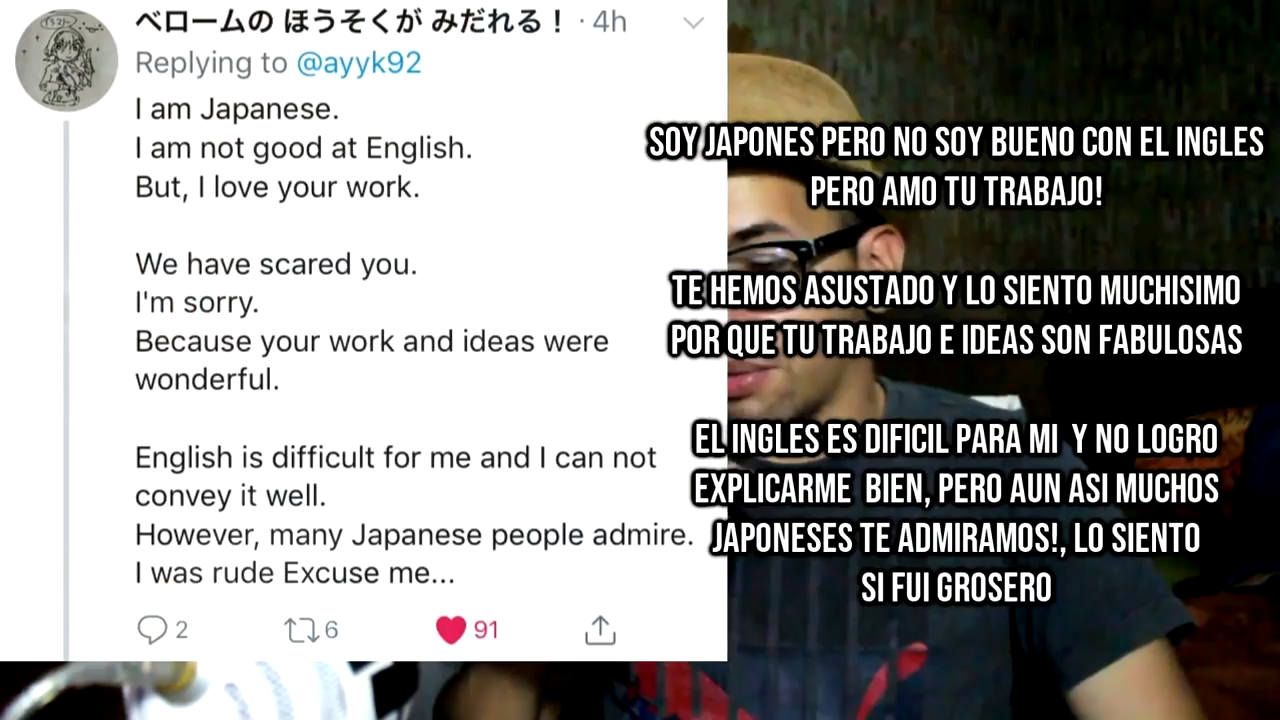 ベロームの ほうそくが みだれる！ · 4h
Replying to @ayyk92
I am Japanese.
I am not good at English.
But, I love your work.
We have scared you.
I'm sorry.
Because your work and ideas were
wonderful.
English is difficult for me and I can not
convey it well.
However, many Japanese people admire.
I was rude Excuse me...
2
6
91
SOY JAPONES PERO NO SOY BUENO CON EL INGLES
PERO AMO TU TRABAJO!
TE HEMOS ASUSTADO Y LO SIENTO MUCHISIMO
POR QUE TU TRABAJO E IDEAS SON FABULOSAS
EL INGLES ES DIFICIL PARA MI Y NO LOGRO
EXPLICARME BIEN, PERO AUN ASI MUCHOS
JAPONESES TE ADMIRAMOS!, LO SIENTO
SI FUI GROSERO